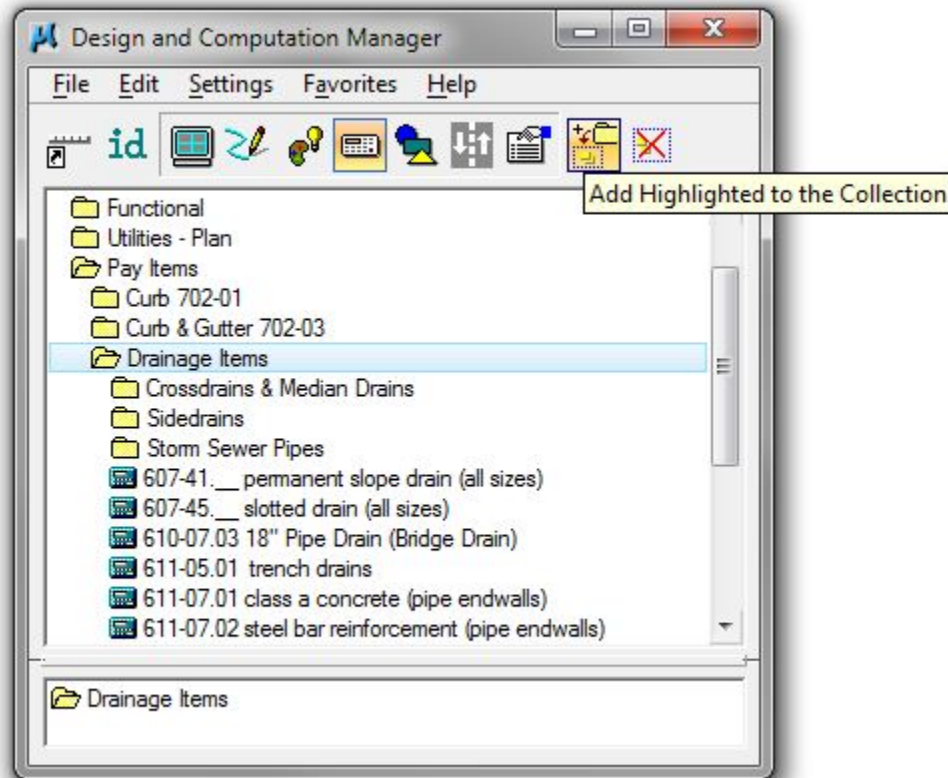 Design and Computation Manager
File Edit Settings Favorites Help
id
Add Highlighted to the Collection
Functional
Utilities - Plan
Pay Items
Curb 702-01
Curb & Gutter 702-03
Drainage Items
Crossdrains & Median Drains
Sidedrains
Storm Sewer Pipes
607-41.__ permanent slope drain (all sizes)
607-45.__ slotted drain (all sizes)
610-07.03 18" Pipe Drain (Bridge Drain)
611-05.01 trench drains
611-07.01 class a concrete (pipe endwalls)
611-07.02 steel bar reinforcement (pipe endwalls)
Drainage Items